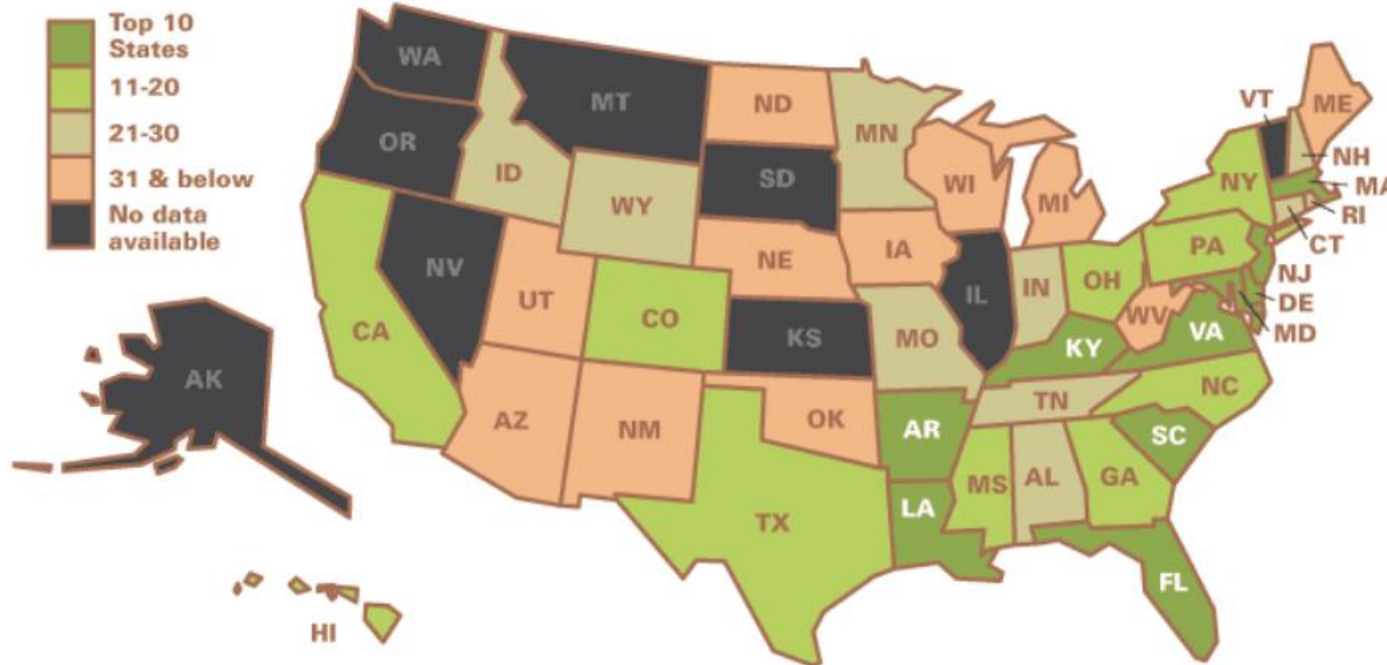 Top 10
States
11-20
21-30
31 & below
No data
available
WA
MT
ND
MN
VT
ME
OR
ID
SD
WI
MI
NY
NH
MA
WY
RI
NV
UT
NE
IA
PA
CT
CA
CO
KS
MO
IL
IN
OH
NJ
DE
WV
VA
MD
KY
AK
AZ
NM
OK
AR
TN
NC
SC
TX
LA
MS
AL
GA
FL
HI